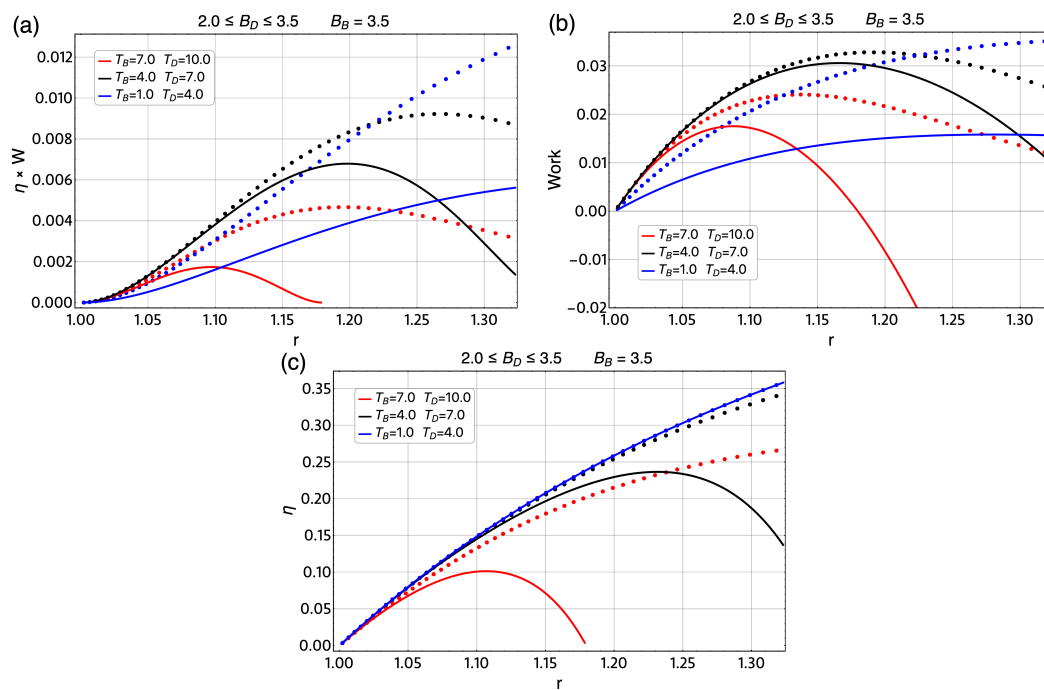 (a)
2.0 ≤ B_D ≤ 3.5 B_B = 3.5
η × W
0.012
0.010
0.008
0.006
0.004
0.002
0.000
T_B=7.0 T_D=10.0
T_B=4.0 T_D=7.0
T_B=1.0 T_D=4.0
1.00 1.05 1.10 1.15 1.20 1.25 1.30
r
(b)
2.0 ≤ B_D ≤ 3.5 B_B = 3.5
Work
0.03
0.02
0.01
0.00
−0.01
−0.02
T_B=7.0 T_D=10.0
T_B=4.0 T_D=7.0
T_B=1.0 T_D=4.0
1.00 1.05 1.10 1.15 1.20 1.25 1.30
r
(c)
2.0 ≤ B_D ≤ 3.5 B_B = 3.5
η
0.35
0.30
0.25
0.20
0.15
0.10
0.05
0.00
T_B=7.0 T_D=10.0
T_B=4.0 T_D=7.0
T_B=1.0 T_D=4.0
1.00 1.05 1.10 1.15 1.20 1.25 1.30
r